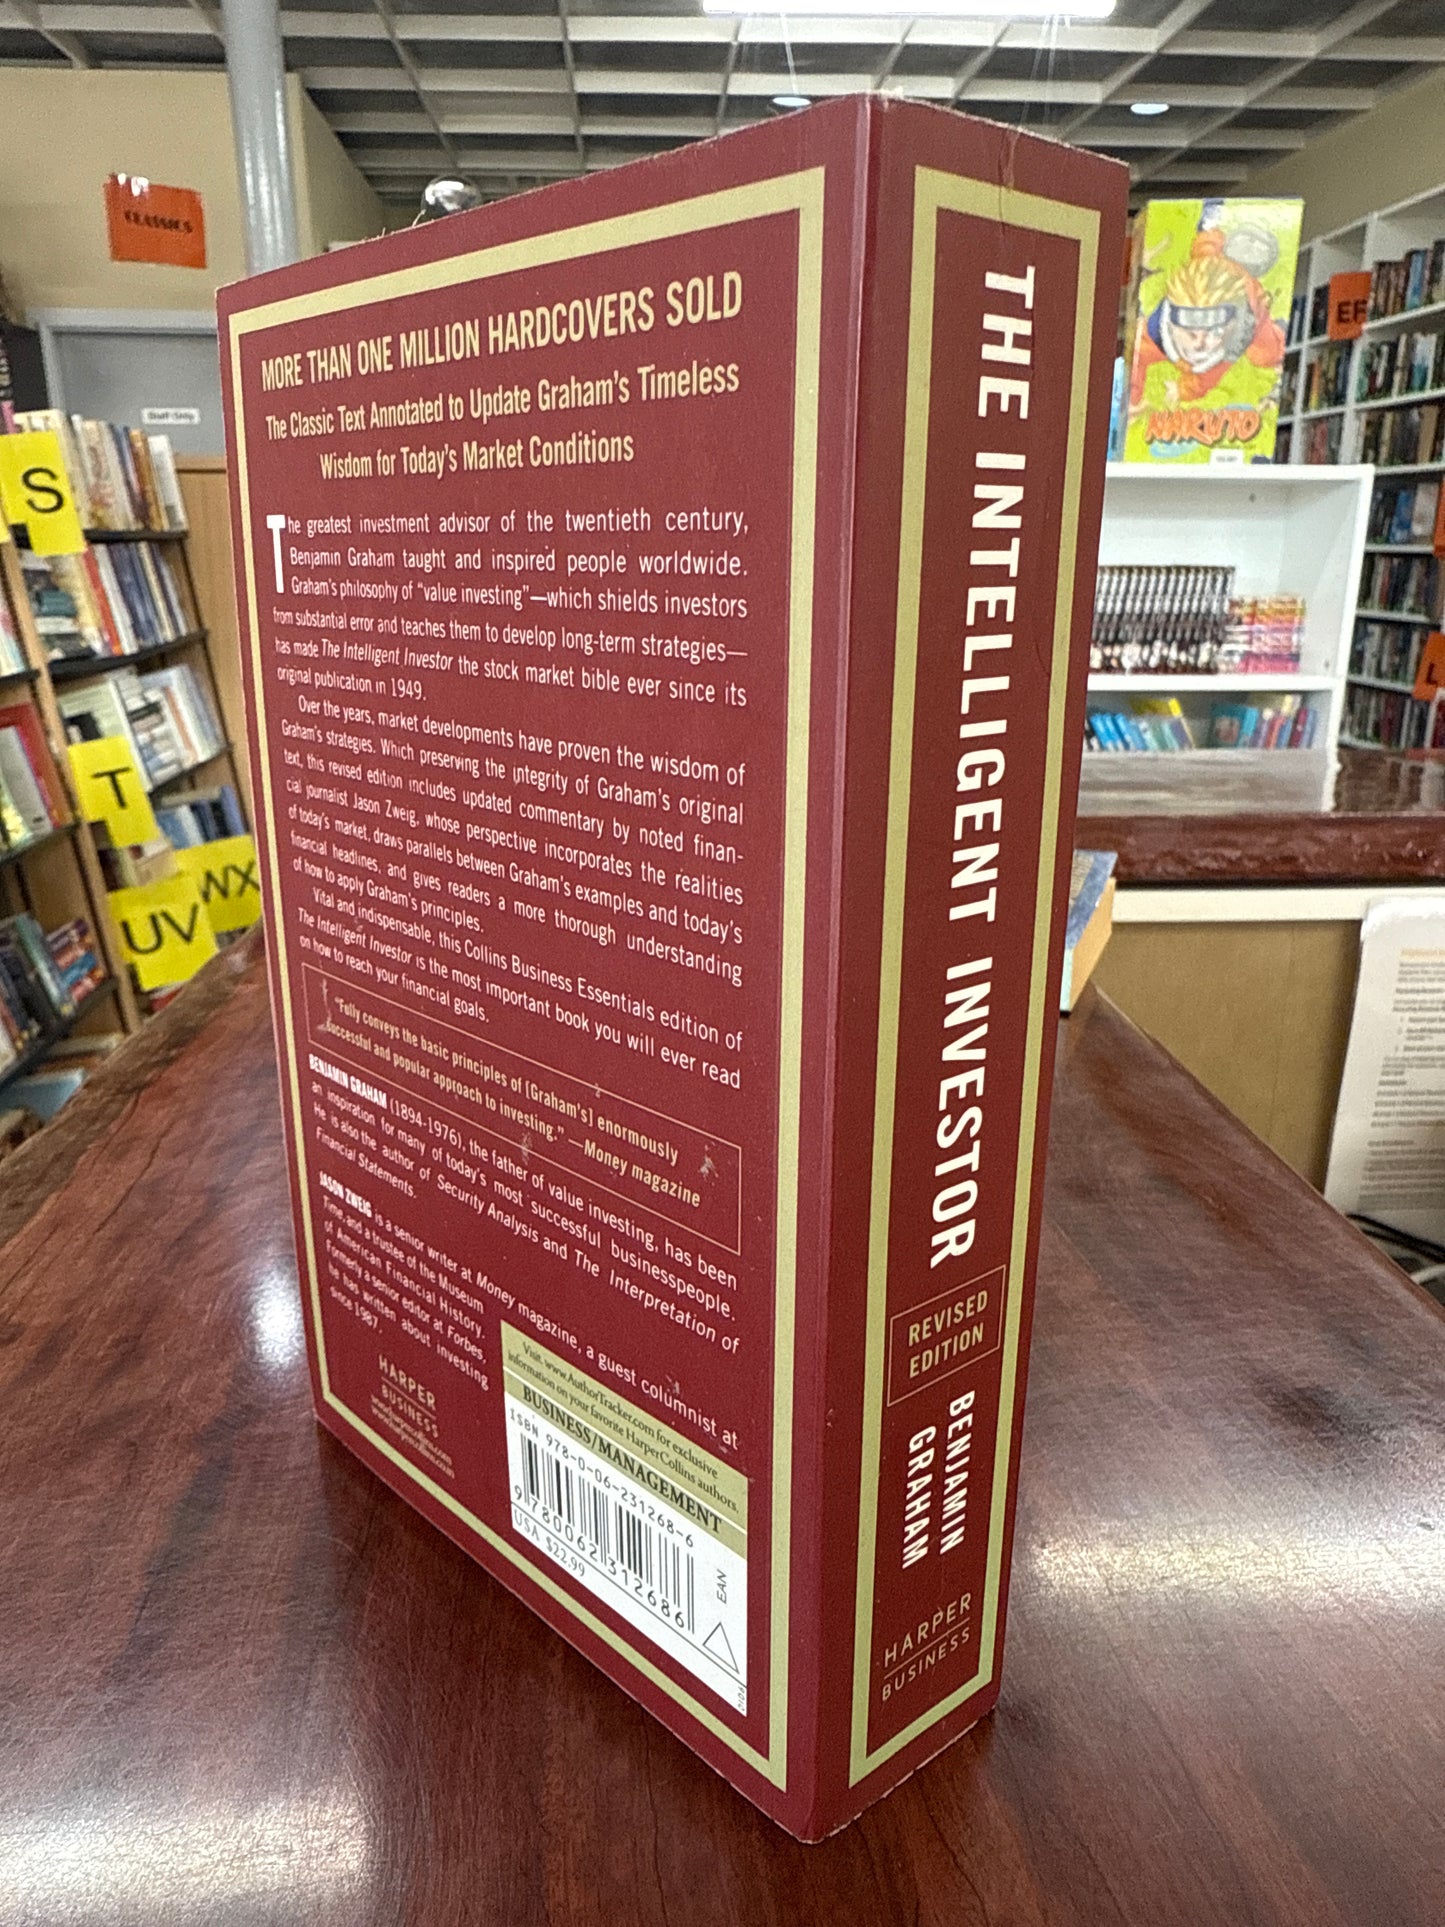 MORE THAN ONE MILLION HARDCOVERS SOLD
The Classic Text Annotated to Update Graham's Timeless
Wisdom for Today's Market Conditions
The greatest investment advisor of the twentieth century,
Benjamin Graham taught and inspired people worldwide.
Graham's philosophy of "value investing"—which shields investors
from substantial error and teaches them to develop long-term strategies—
has made The Intelligent Investor the stock market bible ever since its
original publication in 1949.
Over the years, market developments have proven the wisdom of
Graham's strategies. Which preserving the integrity of Graham's original
text, this revised edition includes updated commentary by noted finan-
cial journalist Jason Zweig, whose perspective incorporates the realities
of today's market, draws parallels between Graham's examples and today's
financial headlines, and gives readers a more thorough understanding
of how to apply Graham's principles.
Vital and indispensable, this Collins Business Essentials edition of
The Intelligent Investor is the most important book you will ever read
on how to reach your financial goals.
"Fully conveys the basic principles of [Graham's] enormously
successful and popular approach to investing." —Money magazine
BENJAMIN GRAHAM (1894-1976), the father of value investing, has been
an inspiration for many of today's most successful businesspeople.
He is also the author of Security Analysis and The Interpretation of
Financial Statements.
JASON ZWEIG is a senior writer at Money magazine, a guest columnist at
Time, and a trustee of the Museum
of American Financial History.
Formerly a senior editor at Forbes,
he has written about investing
since 1987.
HARPER
BUSINESS
www.harpercollins.com
Visit www.AuthorTracker.com for exclusive
information on your favorite HarperCollins authors.
BUSINESS/MANAGEMENT
ISBN 978-0-06-231268-6
9 780062 312686
USA $22.99
EAN
0106
THE INTELLIGENT INVESTOR
REVISED
EDITION
BENJAMIN
GRAHAM
HARPER
BUSINESS
CLASSICS
Staff Only
S
T
UV
WX
NARUTO
EF
L